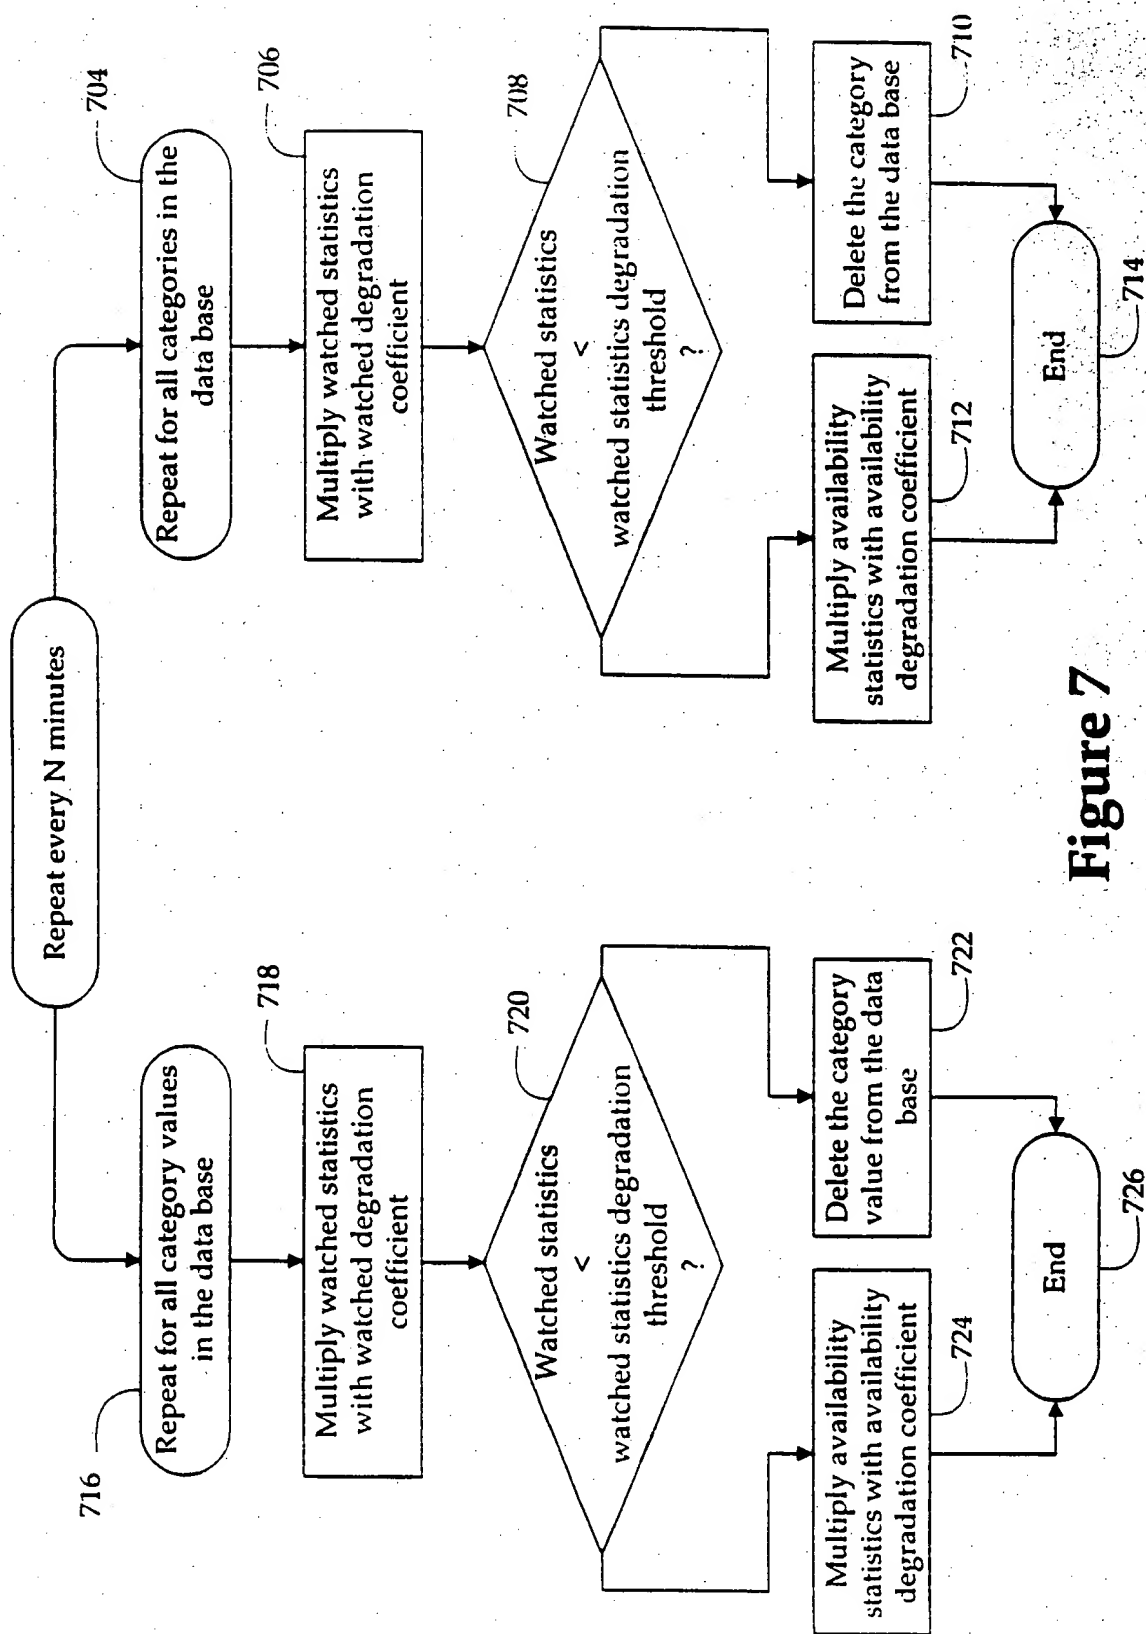 Repeat every N minutes
716
Repeat for all category values
in the data base
718
Multiply watched statistics
with watched degradation
coefficient
720
Watched statistics
<
watched statistics degradation
threshold
?
Multiply availability
statistics with availability
degradation coefficient
724
Delete the category
value from the data
base
722
End
726
704
Repeat for all categories in the
data base
706
Multiply watched statistics
with watched degradation
coefficient
708
Watched statistics
<
watched statistics degradation
threshold
?
Multiply availability
statistics with availability
degradation coefficient
712
Delete the category
from the data base
710
End
714
Figure 7